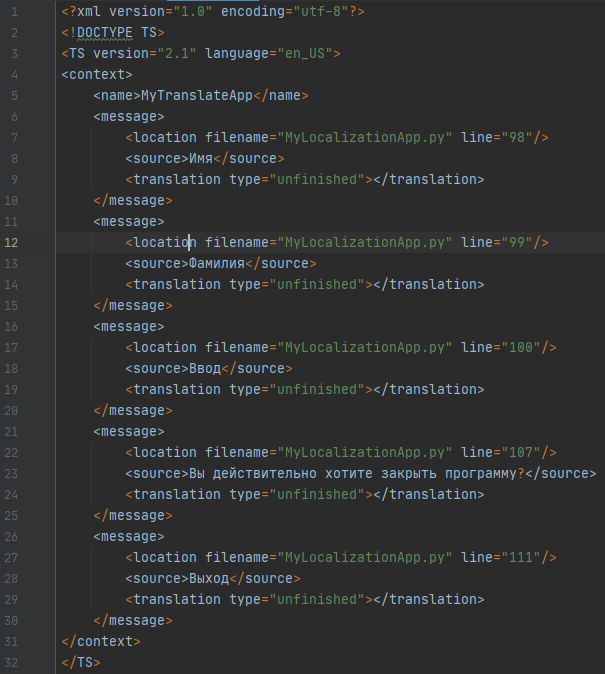 1 <?xml version="1.0" encoding="utf-8"?>
2 <!DOCTYPE TS>
3 <TS version="2.1" language="en_US">
4 <context>
5     <name>MyTranslateApp</name>
6     <message>
7         <location filename="MyLocalizationApp.py" line="98"/>
8         <source>Имя</source>
9         <translation type="unfinished"></translation>
10     </message>
11     <message>
12         <location filename="MyLocalizationApp.py" line="99"/>
13         <source>Фамилия</source>
14         <translation type="unfinished"></translation>
15     </message>
16     <message>
17         <location filename="MyLocalizationApp.py" line="100"/>
18         <source>Ввод</source>
19         <translation type="unfinished"></translation>
20     </message>
21     <message>
22         <location filename="MyLocalizationApp.py" line="107"/>
23         <source>Вы действительно хотите закрыть программу?</source>
24         <translation type="unfinished"></translation>
25     </message>
26     <message>
27         <location filename="MyLocalizationApp.py" line="111"/>
28         <source>Выход</source>
29         <translation type="unfinished"></translation>
30     </message>
31 </context>
32 </TS>